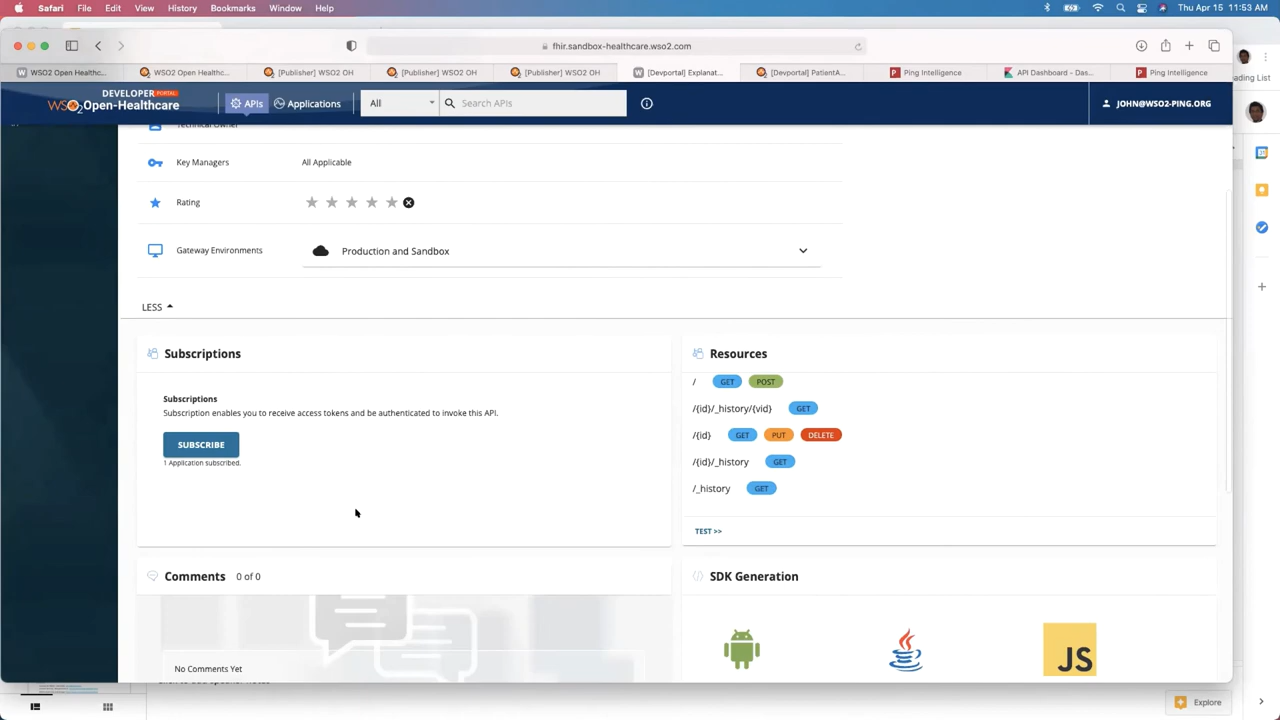 Safari File Edit View History Bookmarks Window Help
Thu Apr 15 11:53 AM
fhir.sandbox-healthcare.wso2.com
WSO2 Open Healthc...
WSO2 Open Healthc...
[Publisher] WSO2 OH
[Publisher] WSO2 OH
[Publisher] WSO2 OH
[Devportal] Explanat...
[Devportal] PatientA...
Ping Intelligence
API Dashboard - Das...
Ping Intelligence
ading List
DEVELOPER PORTAL
WSO2 Open-Healthcare
APIs
Applications
All
Search APIs
JOHN@WSO2-PING.ORG
Technical Owner
Key Managers
All Applicable
Rating
Gateway Environments
Production and Sandbox
LESS
Subscriptions
Subscriptions
Subscription enables you to receive access tokens and be authenticated to invoke this API.
SUBSCRIBE
1 Application subscribed.
Resources
/ GET POST
/{id}/_history/{vid} GET
/{id} GET PUT DELETE
/{id}/_history GET
/_history GET
TEST >>
Comments 0 of 0
No Comments Yet
SDK Generation
JS
Explore